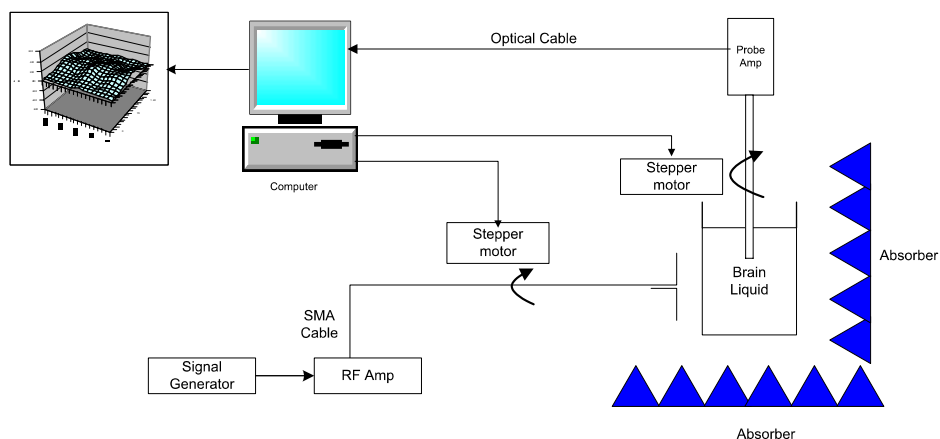 Optical Cable
Probe
Amp
Computer
Stepper
motor
Stepper
motor
Brain
Liquid
Absorber
SMA
Cable
Signal
Generator
RF Amp
Absorber